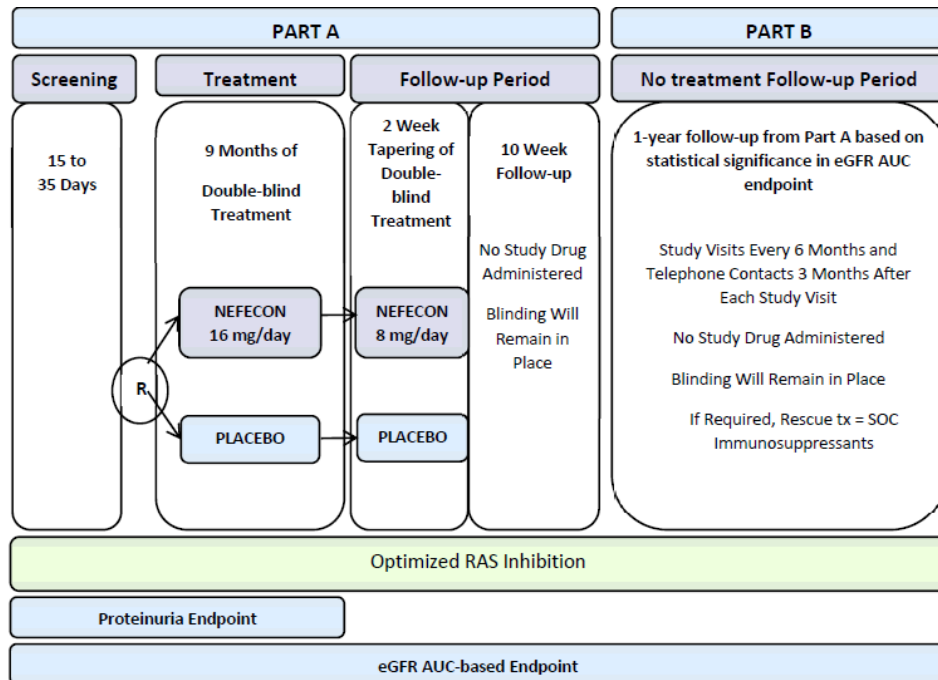 PART A
PART B
Screening
Treatment
Follow-up Period
No treatment Follow-up Period
15 to
35 Days
9 Months of
Double-blind
Treatment
2 Week
Tapering of
Double-
blind
Treatment
10 Week
Follow-up
No Study Drug
Administered
Blinding Will
Remain in
Place
1-year follow-up from Part A based on
statistical significance in eGFR AUC
endpoint
Study Visits Every 6 Months and
Telephone Contacts 3 Months After
Each Study Visit
No Study Drug Administered
Blinding Will Remain in Place
If Required, Rescue tx = SOC
Immunosuppressants
R
NEFECON
16 mg/day
NEFECON
8 mg/day
PLACEBO
PLACEBO
Optimized RAS Inhibition
Proteinuria Endpoint
eGFR AUC-based Endpoint